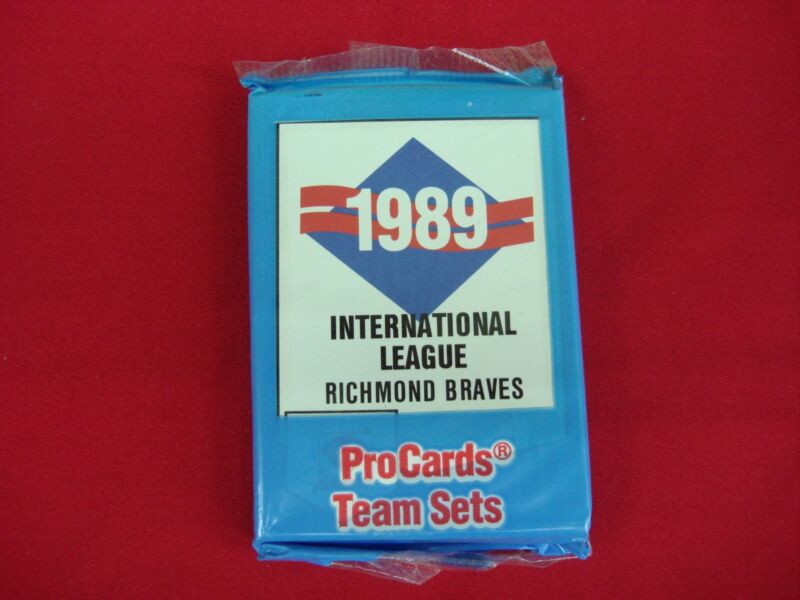 1989
INTERNATIONAL
LEAGUE
RICHMOND BRAVES
ProCards®
Team Sets